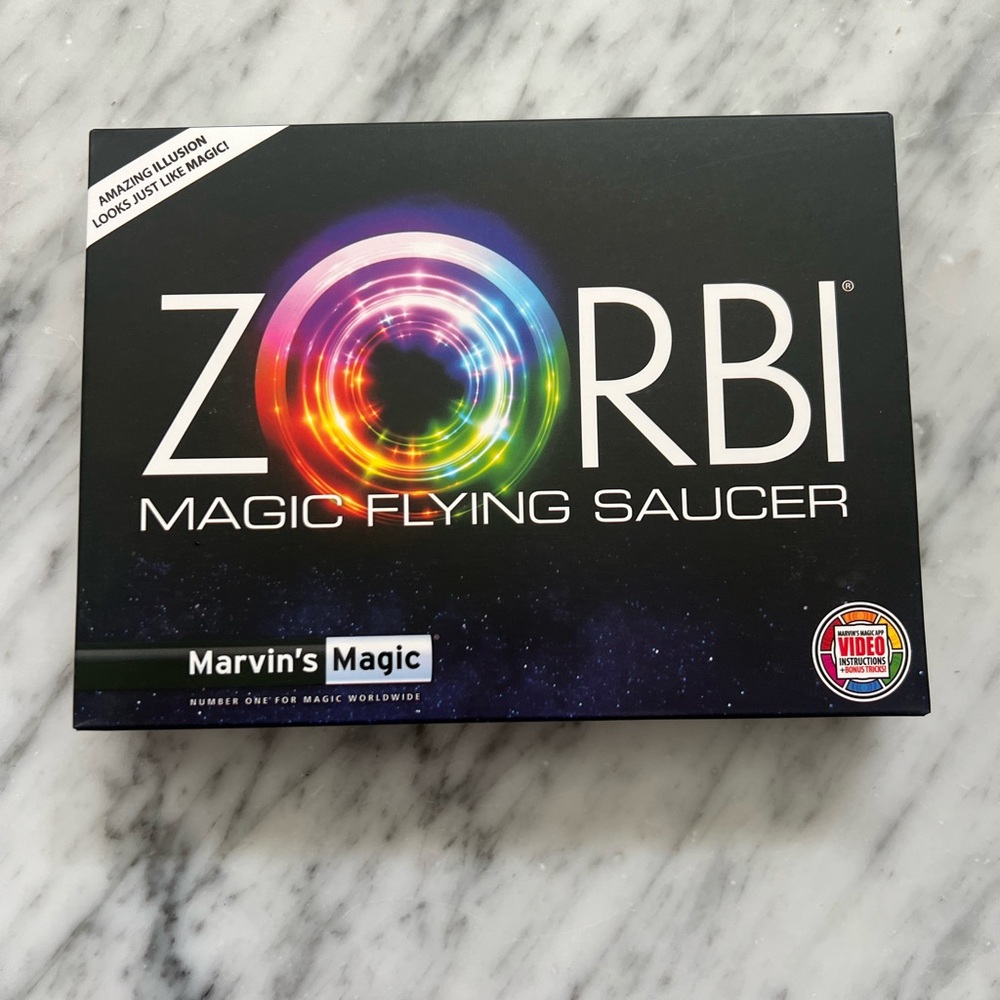 AMAZING ILLUSION
LOOKS JUST LIKE MAGIC!
ZORBI®
MAGIC FLYING SAUCER
Marvin's Magic
NUMBER ONE FOR MAGIC WORLDWIDE
MARVIN'S MAGIC APP
VIDEO
INSTRUCTIONS
+BONUS TRICKS!